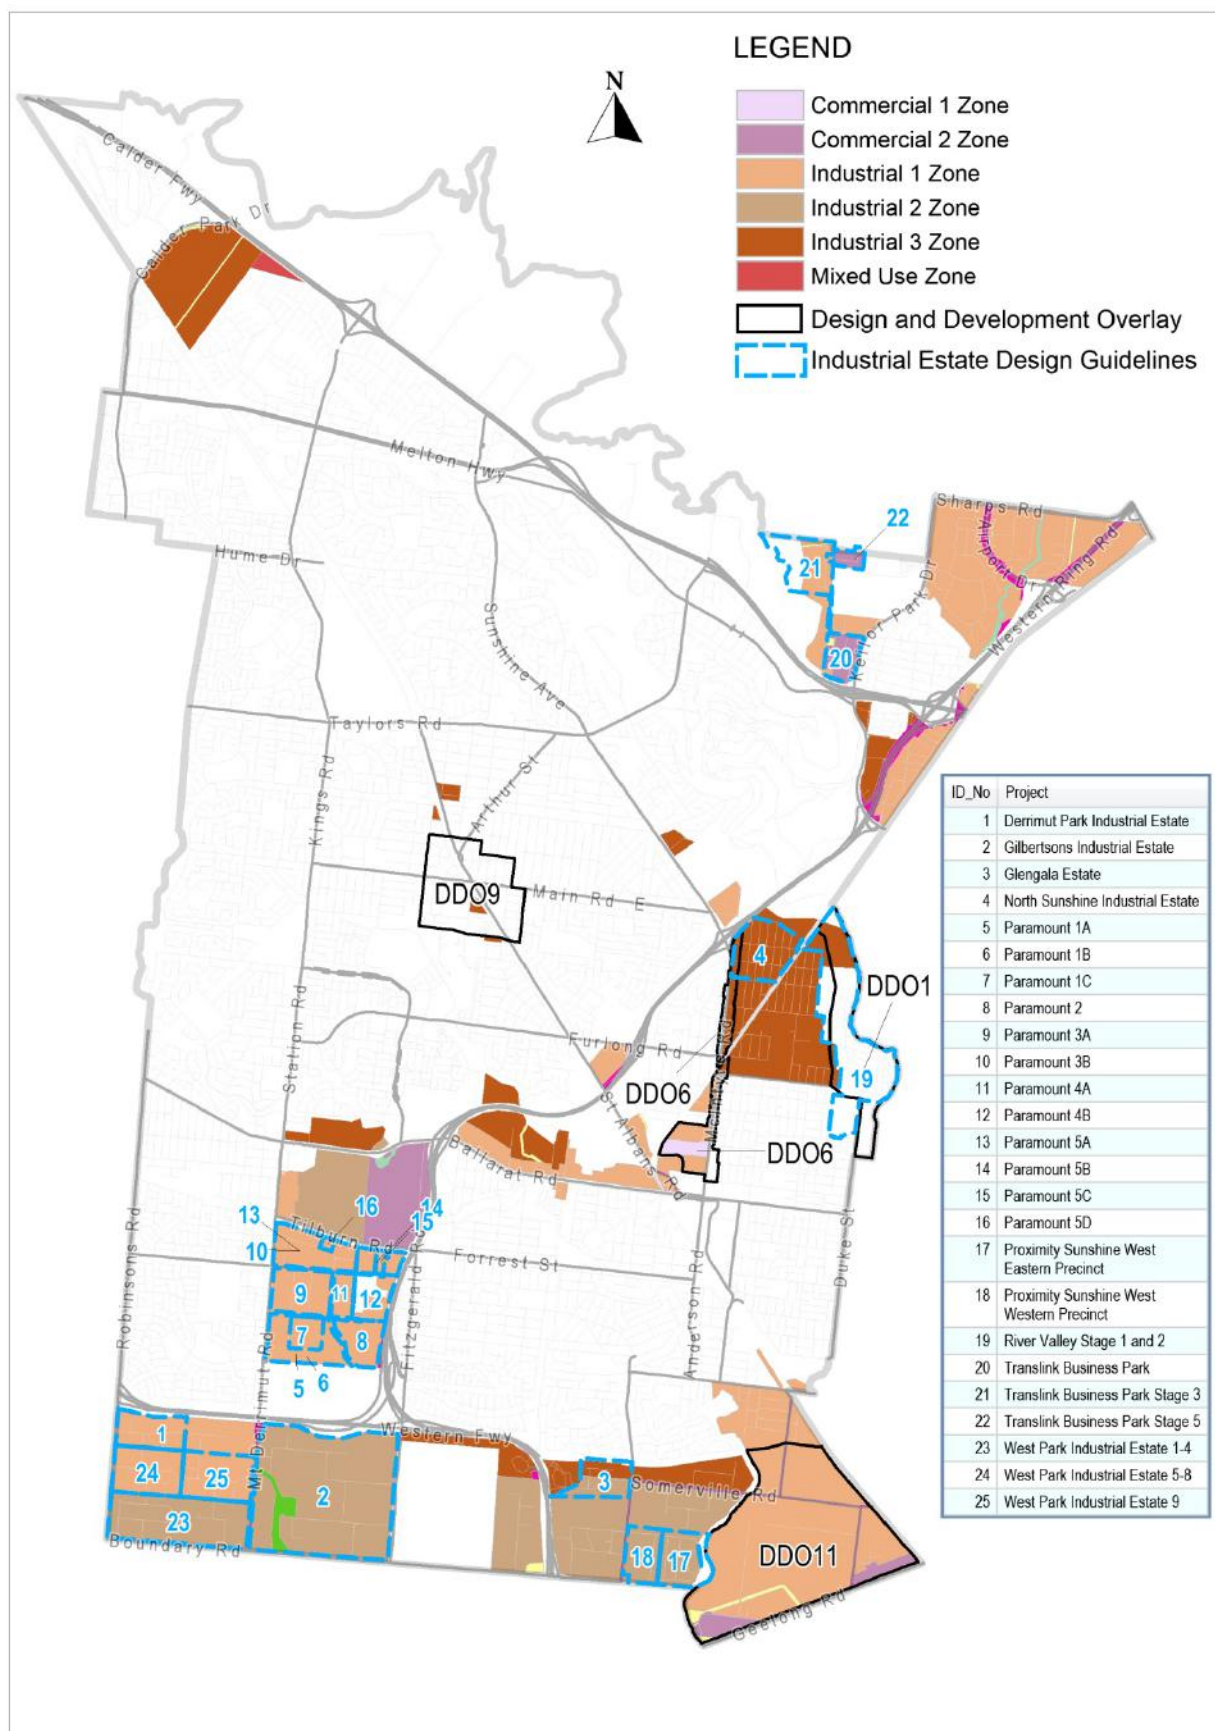 LEGEND
N
Commercial 1 Zone
Commercial 2 Zone
Industrial 1 Zone
Industrial 2 Zone
Industrial 3 Zone
Mixed Use Zone
Design and Development Overlay
Industrial Estate Design Guidelines
Calder Fwy
Calder Park Dr
Melton Hwy
Hume Dr
Sunshine Ave
Sharps Rd
Airport Dr
Western Ring Rd
Keilor Park Dr
22
21
20
Taylors Rd
Arthur St
Kings Rd
DDO9
Main Rd E
4
DDO1
Furlong Rd
Station Rd
DDO6
McIntyre Rd
19
St Albans Rd
DDO6
Ballarat Rd
16
14
13
15
Tilburn Rd
10
Forrest St
Robinsons Rd
Fitzgerald Rd
Anderson Rd
Duke St
9
11
12
7
8
5
6
Mt Derrimut Rd
Western Fwy
1
24
25
2
3
Somerville Rd
23
Boundary Rd
18
17
DDO11
Geelong Rd
ID_No Project
1 Derrimut Park Industrial Estate
2 Gilbertsons Industrial Estate
3 Glengala Estate
4 North Sunshine Industrial Estate
5 Paramount 1A
6 Paramount 1B
7 Paramount 1C
8 Paramount 2
9 Paramount 3A
10 Paramount 3B
11 Paramount 4A
12 Paramount 4B
13 Paramount 5A
14 Paramount 5B
15 Paramount 5C
16 Paramount 5D
17 Proximity Sunshine West
Eastern Precinct
18 Proximity Sunshine West
Western Precinct
19 River Valley Stage 1 and 2
20 Translink Business Park
21 Translink Business Park Stage 3
22 Translink Business Park Stage 5
23 West Park Industrial Estate 1-4
24 West Park Industrial Estate 5-8
25 West Park Industrial Estate 9